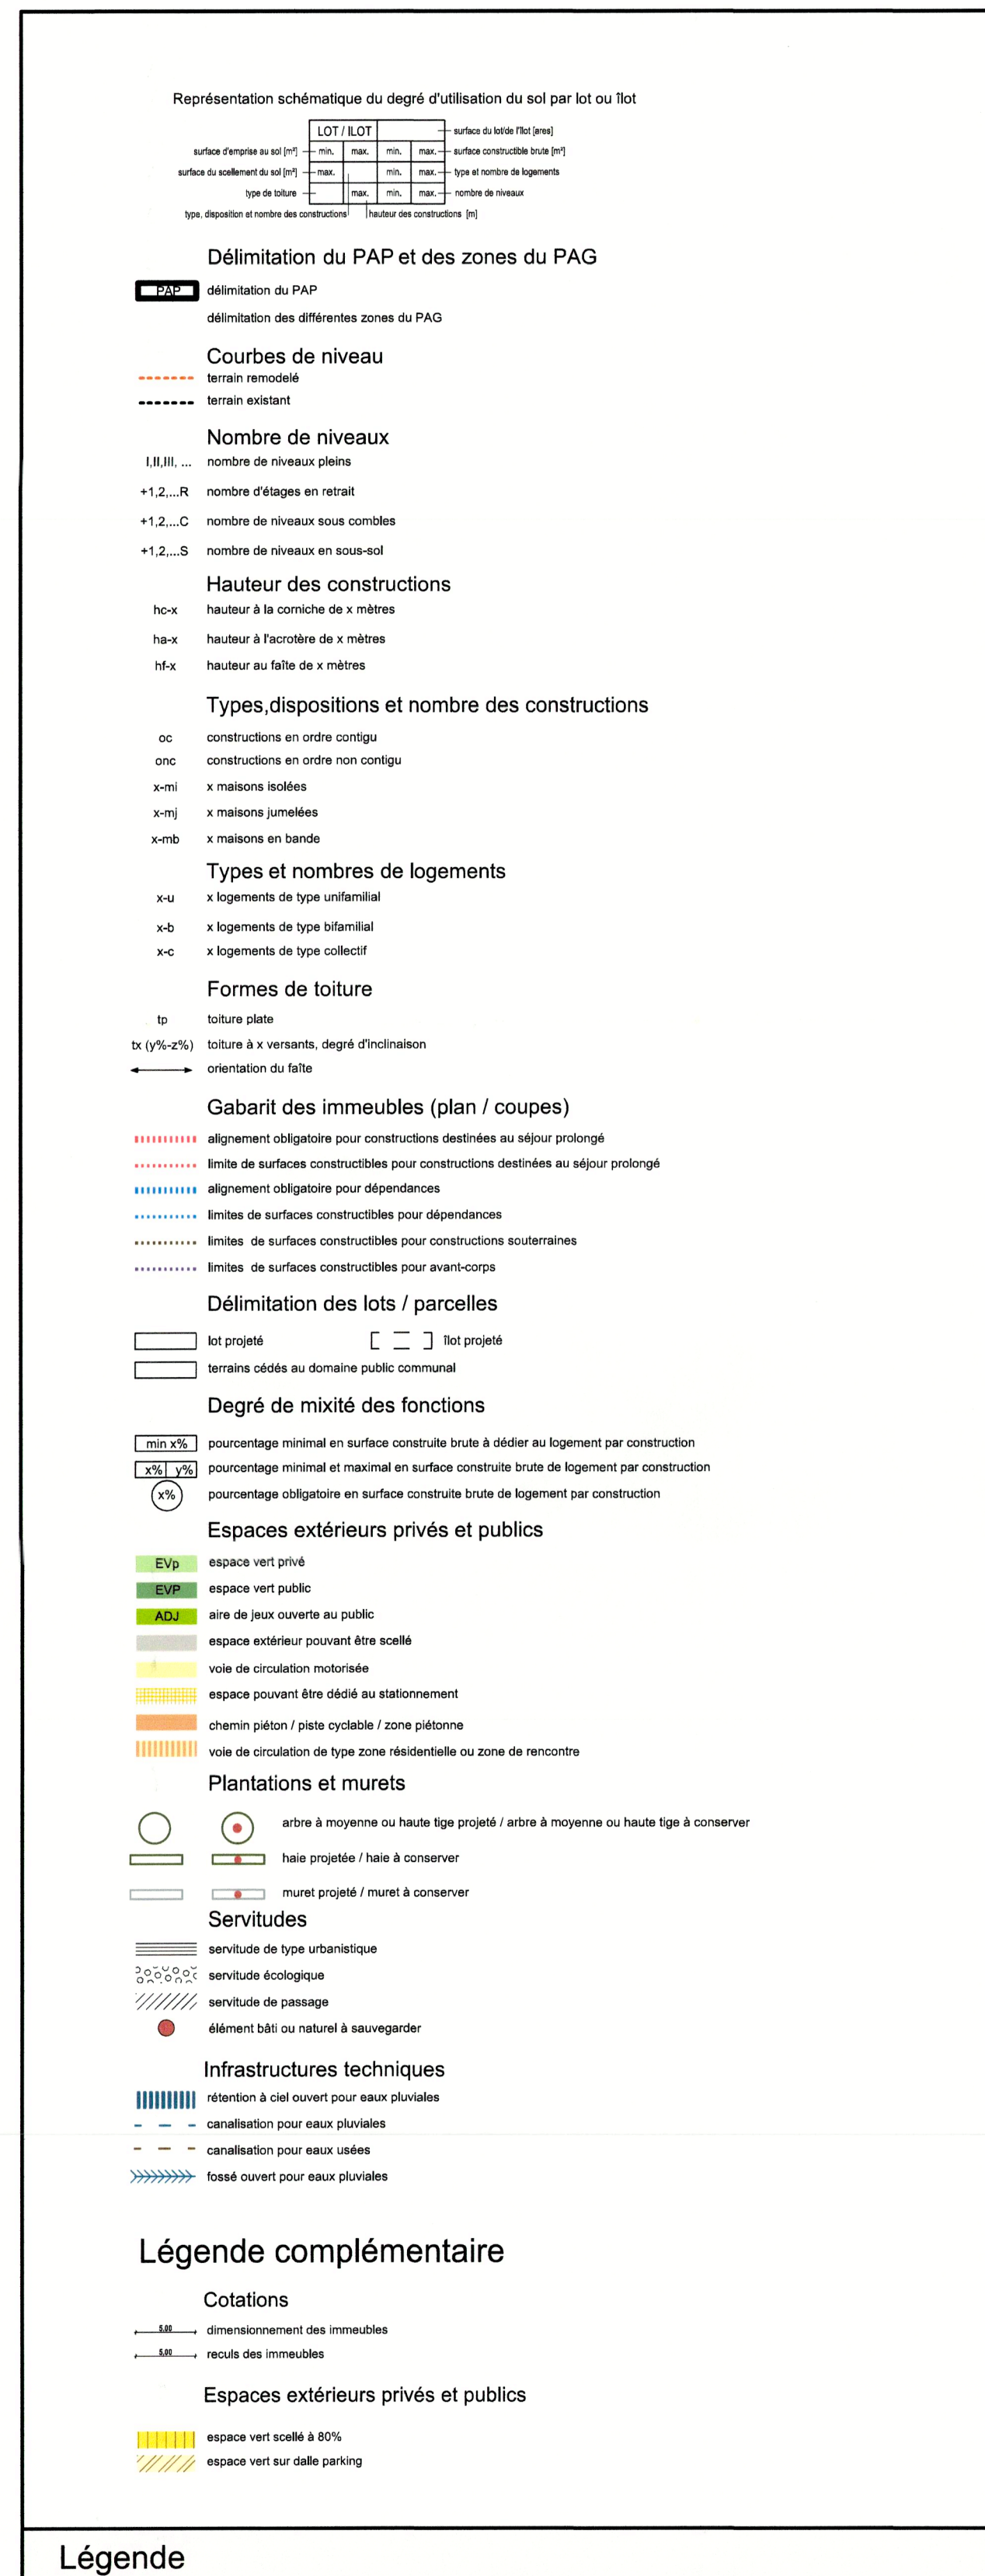 Représentation schématique du degré d'utilisation du sol par lot ou îlot
LOT / ILOT surface du lot/de l'îlot [ares]
surface d'emprise au sol [m²] min. max. min. max. surface constructible brute [m²]
surface du scellement du sol [m²] max. min. max. type et nombre de logements
type de toiture max. min. max. nombre de niveaux
type, disposition et nombre des constructions hauteur des constructions [m]
Délimitation du PAP et des zones du PAG
PAP délimitation du PAP
délimitation des différentes zones du PAG
Courbes de niveau
terrain remodelé
terrain existant
Nombre de niveaux
I,II,III, ... nombre de niveaux pleins
+1,2,...R nombre d'étages en retrait
+1,2,...C nombre de niveaux sous combles
+1,2,...S nombre de niveaux en sous-sol
Hauteur des constructions
hc-x hauteur à la corniche de x mètres
ha-x hauteur à l'acrotère de x mètres
hf-x hauteur au faîte de x mètres
Types,dispositions et nombre des constructions
oc constructions en ordre contigu
onc constructions en ordre non contigu
x-mi x maisons isolées
x-mj x maisons jumelées
x-mb x maisons en bande
Types et nombres de logements
x-u x logements de type unifamilial
x-b x logements de type bifamilial
x-c x logements de type collectif
Formes de toiture
tp toiture plate
tx (y%-z%) toiture à x versants, degré d'inclinaison
orientation du faîte
Gabarit des immeubles (plan / coupes)
alignement obligatoire pour constructions destinées au séjour prolongé
limite de surfaces constructibles pour constructions destinées au séjour prolongé
alignement obligatoire pour dépendances
limites de surfaces constructibles pour dépendances
limites de surfaces constructibles pour constructions souterraines
limites de surfaces constructibles pour avant-corps
Délimitation des lots / parcelles
lot projeté îlot projeté
terrains cédés au domaine public communal
Degré de mixité des fonctions
min x% pourcentage minimal en surface construite brute à dédier au logement par construction
x% y% pourcentage minimal et maximal en surface construite brute de logement par construction
x% pourcentage obligatoire en surface construite brute de logement par construction
Espaces extérieurs privés et publics
EVp espace vert privé
EVP espace vert public
ADJ aire de jeux ouverte au public
espace extérieur pouvant être scellé
voie de circulation motorisée
espace pouvant être dédié au stationnement
chemin piéton / piste cyclable / zone piétonne
voie de circulation de type zone résidentielle ou zone de rencontre
Plantations et murets
arbre à moyenne ou haute tige projeté / arbre à moyenne ou haute tige à conserver
haie projetée / haie à conserver
muret projeté / muret à conserver
Servitudes
servitude de type urbanistique
servitude écologique
servitude de passage
élément bâti ou naturel à sauvegarder
Infrastructures techniques
rétention à ciel ouvert pour eaux pluviales
canalisation pour eaux pluviales
canalisation pour eaux usées
fossé ouvert pour eaux pluviales
Légende complémentaire
Cotations
5,00 dimensionnement des immeubles
5,00 reculs des immeubles
Espaces extérieurs privés et publics
espace vert scellé à 80%
espace vert sur dalle parking
Légende